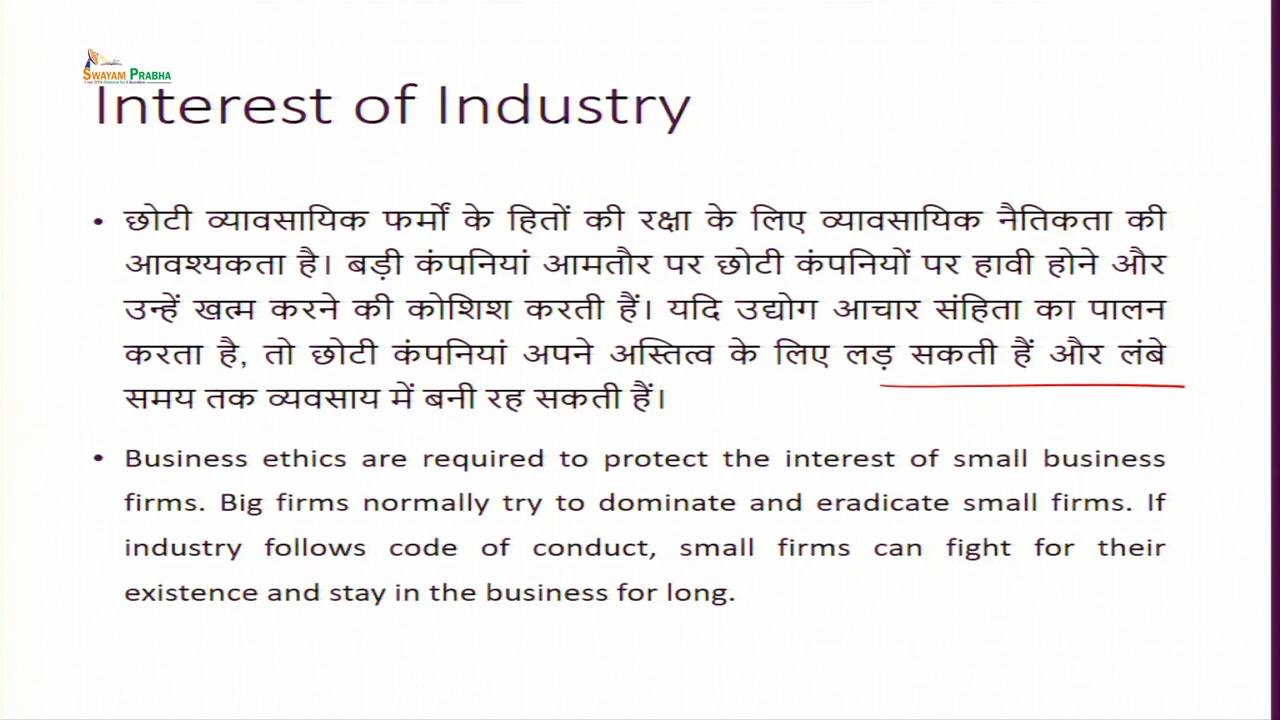 SWAYAM PRABHA
Interest of Industry
• छोटी व्यावसायिक फर्मों के हितों की रक्षा के लिए व्यावसायिक नैतिकता की
आवश्यकता है। बड़ी कंपनियां आमतौर पर छोटी कंपनियों पर हावी होने और
उन्हें खत्म करने की कोशिश करती हैं। यदि उद्योग आचार संहिता का पालन
करता है, तो छोटी कंपनियां अपने अस्तित्व के लिए लड़ सकती हैं और लंबे
समय तक व्यवसाय में बनी रह सकती हैं।
• Business ethics are required to protect the interest of small business
firms. Big firms normally try to dominate and eradicate small firms. If
industry follows code of conduct, small firms can fight for their
existence and stay in the business for long.